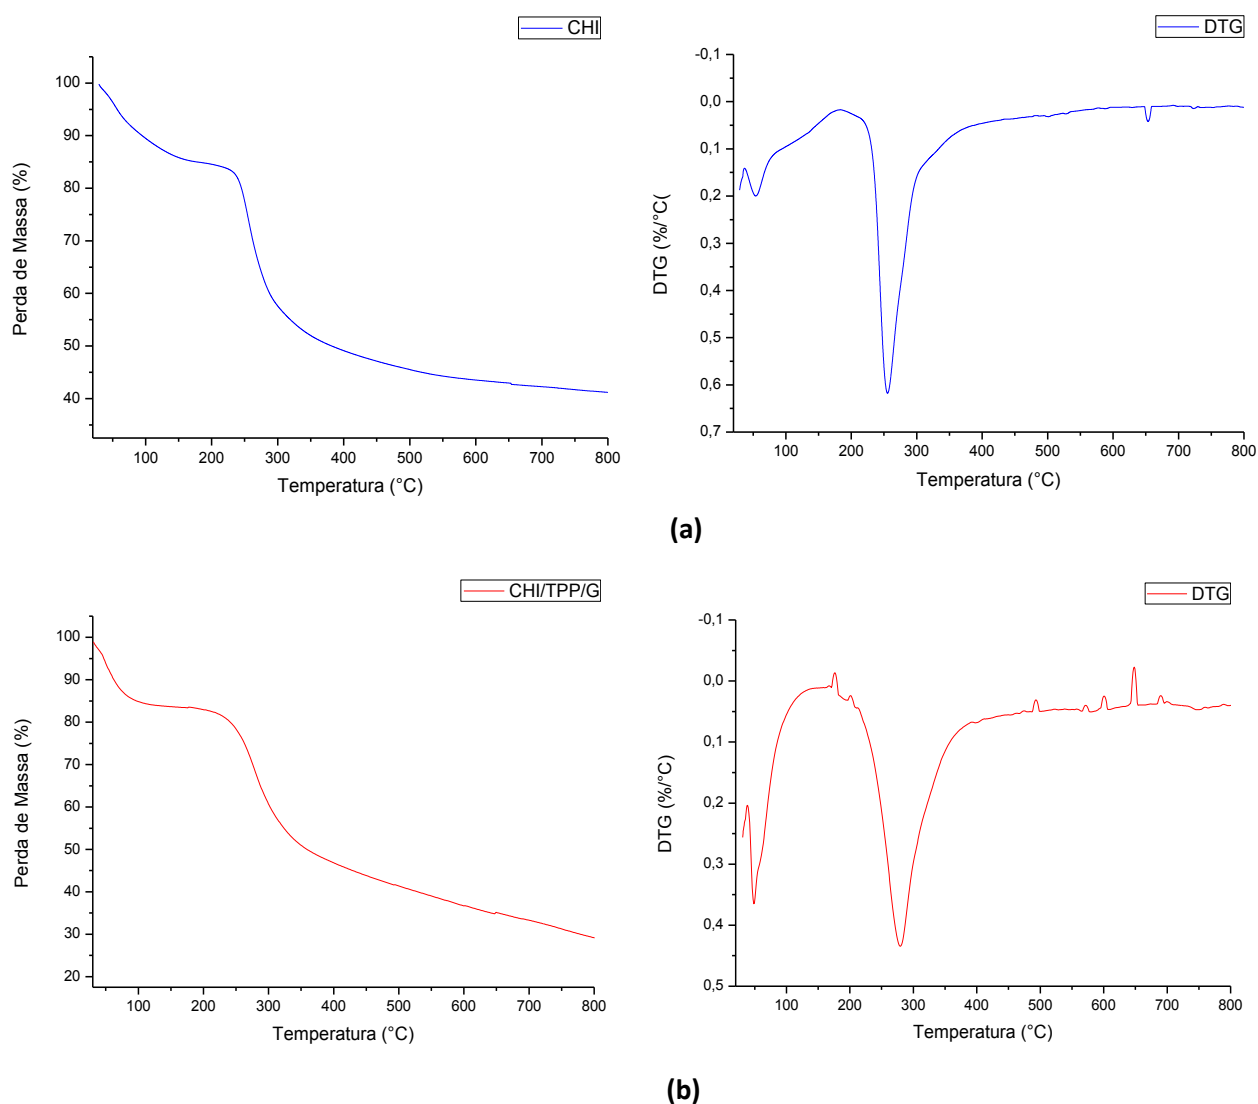 CHI
100
90
80
70
60
50
40
Perda de Massa (%)
100 200 300 400 500 600 700 800
Temperatura (°C)
DTG
-0,1
0,0
0,1
0,2
0,3
0,4
0,5
0,6
0,7
DTG (%/°C(
100 200 300 400 500 600 700 800
Temperatura (°C)
(a)
CHI/TPP/G
100
90
80
70
60
50
40
30
20
Perda de Massa (%)
100 200 300 400 500 600 700 800
Temperatura (°C)
DTG
-0,1
0,0
0,1
0,2
0,3
0,4
0,5
DTG (%/°C)
100 200 300 400 500 600 700 800
Temperatura (°C)
(b)